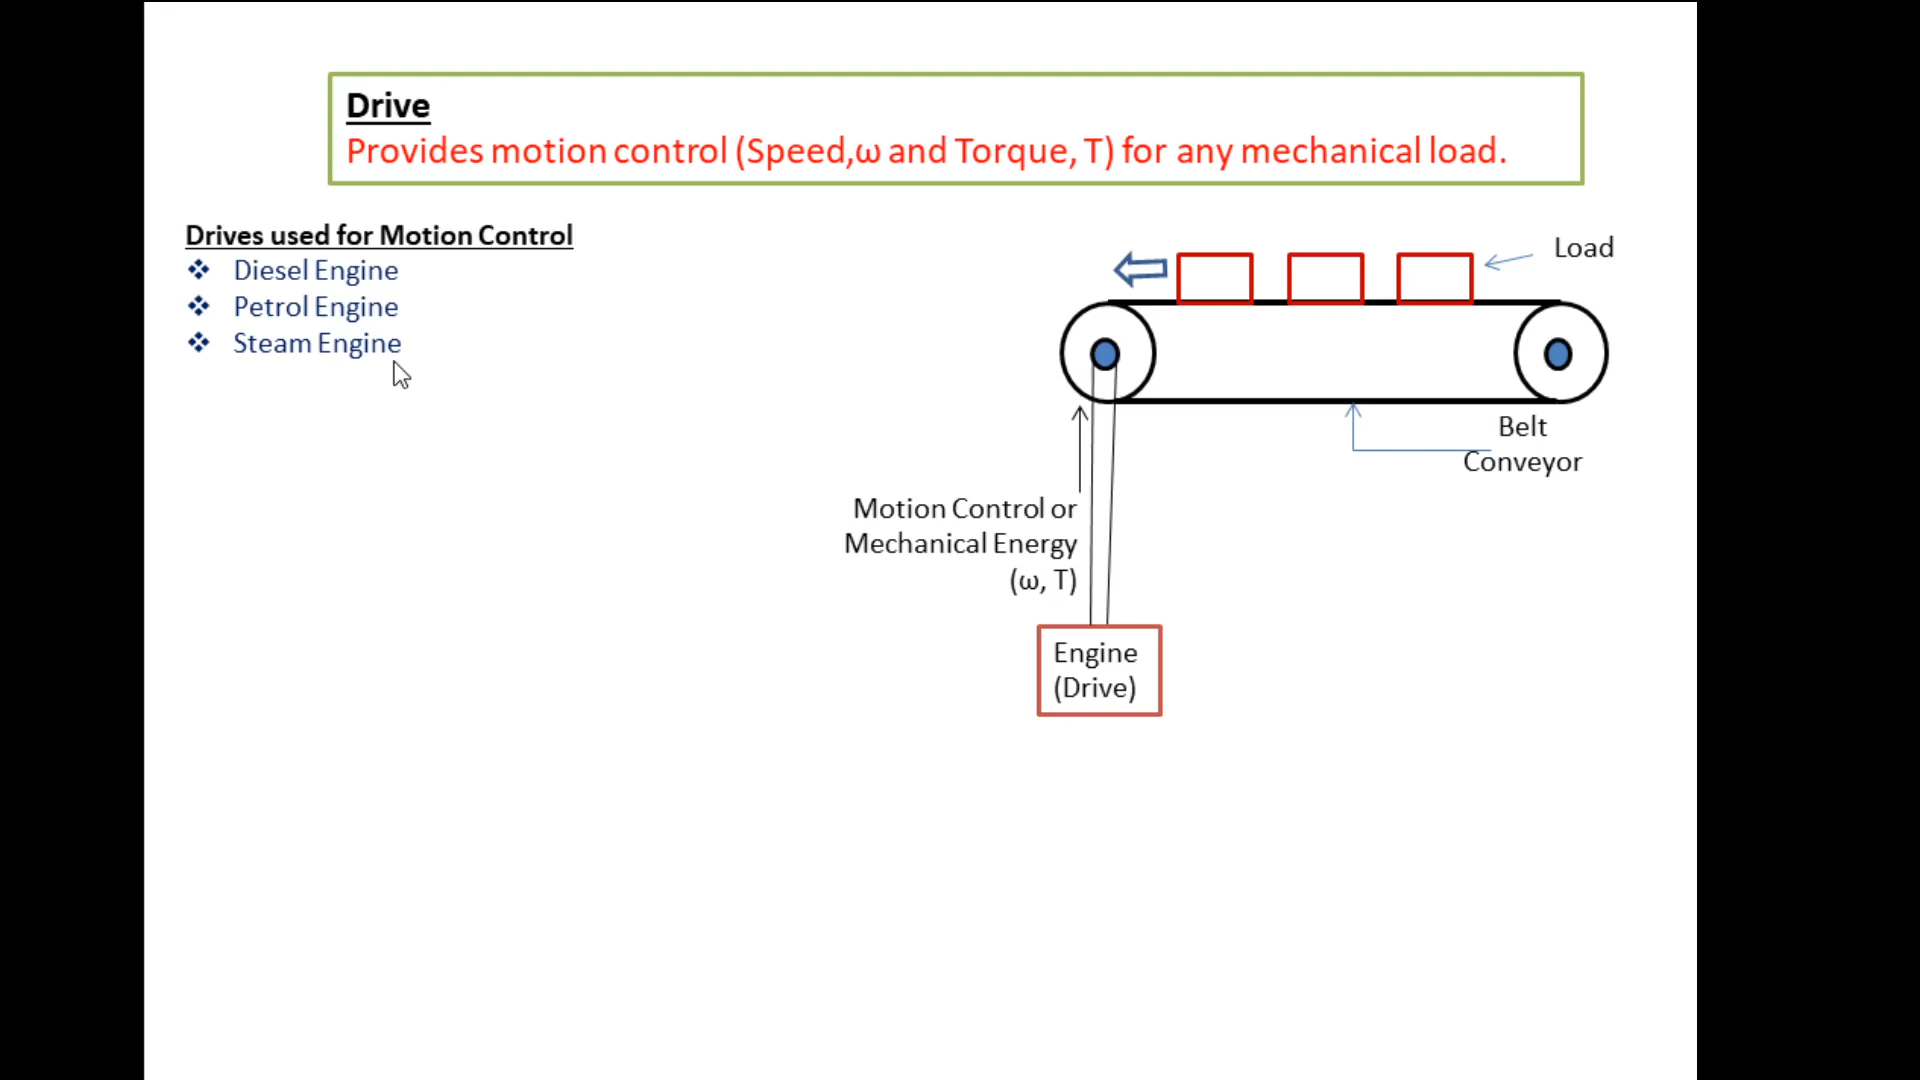 Drive
Provides motion control (Speed,ω and Torque, T) for any mechanical load.
Drives used for Motion Control
❖ Diesel Engine
❖ Petrol Engine
❖ Steam Engine
Load
Belt
Conveyor
Motion Control or
Mechanical Energy
(ω, T)
Engine
(Drive)